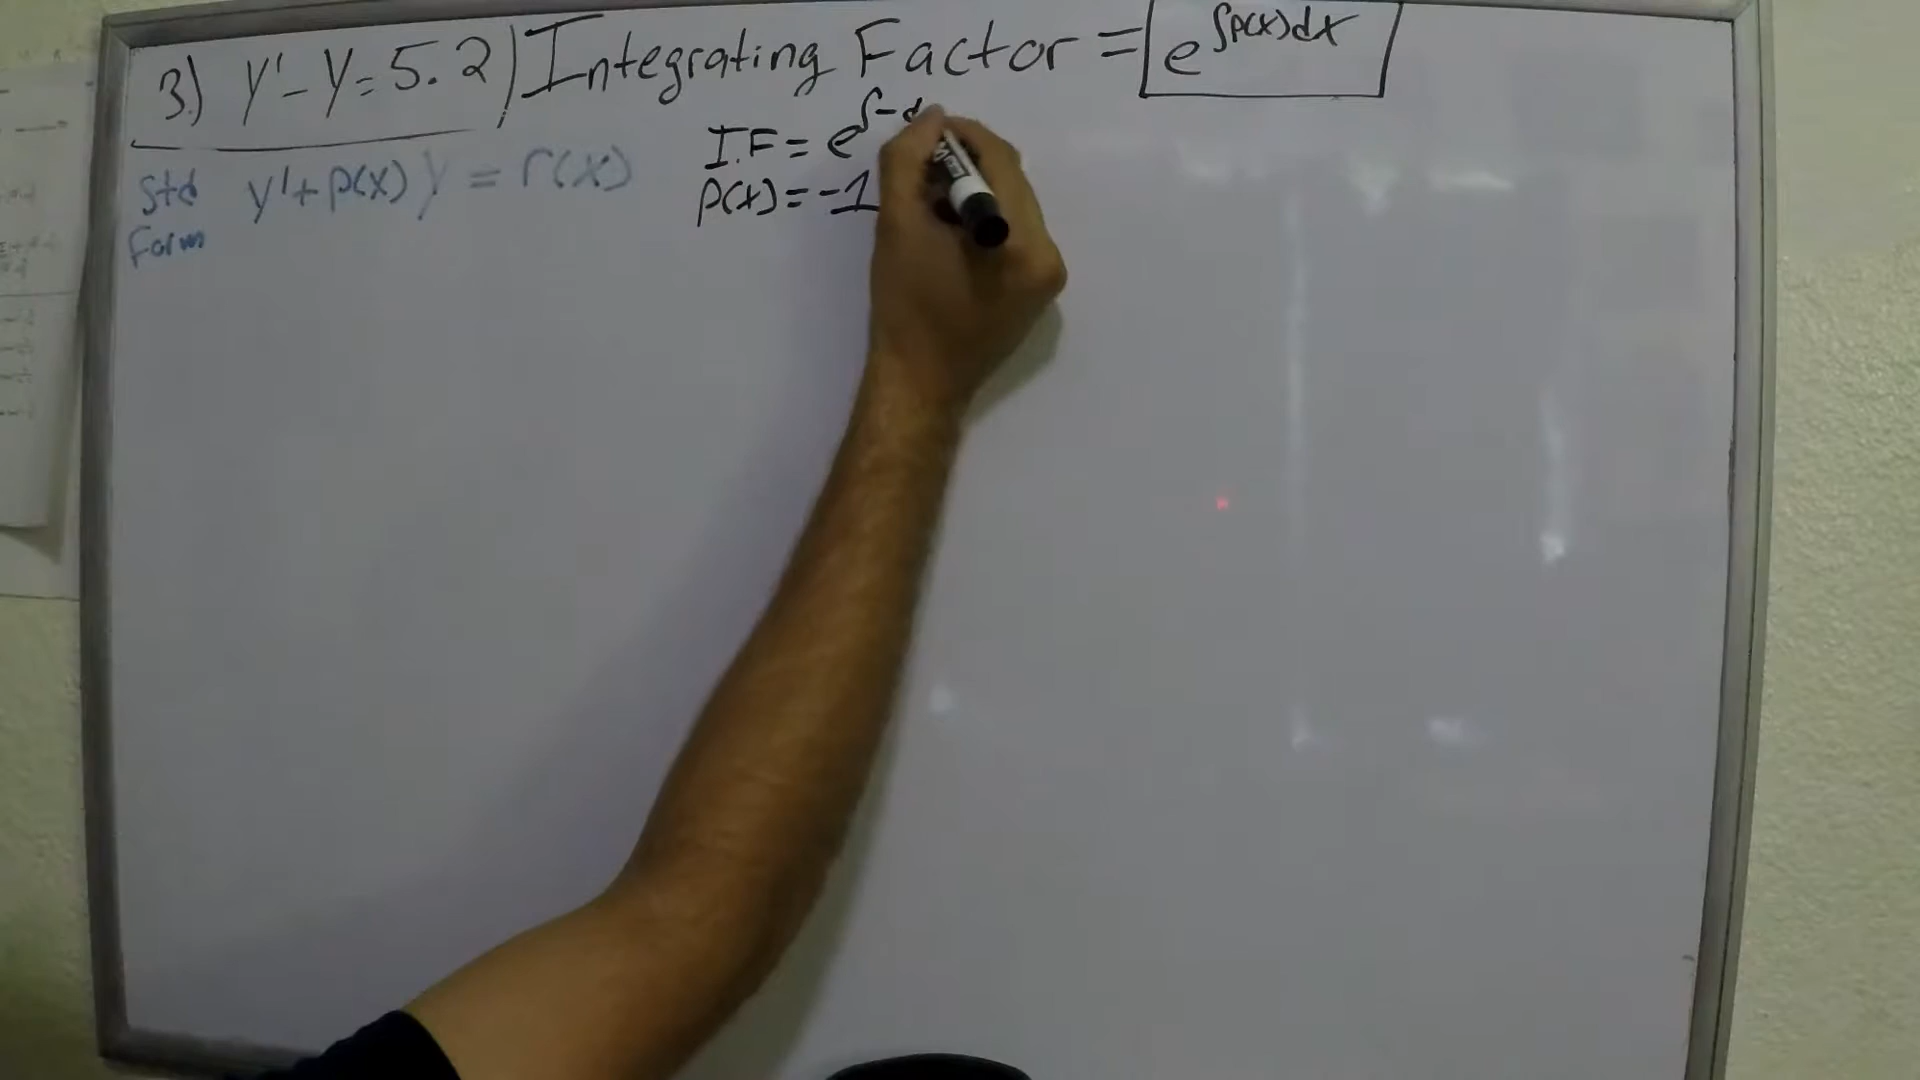 3.) y' - y = 5.2 | Integrating Factor = e^∫p(x)dx
I.F = e^∫-d
Std y' + p(x) y = r(x)
Form
p(x) = -1